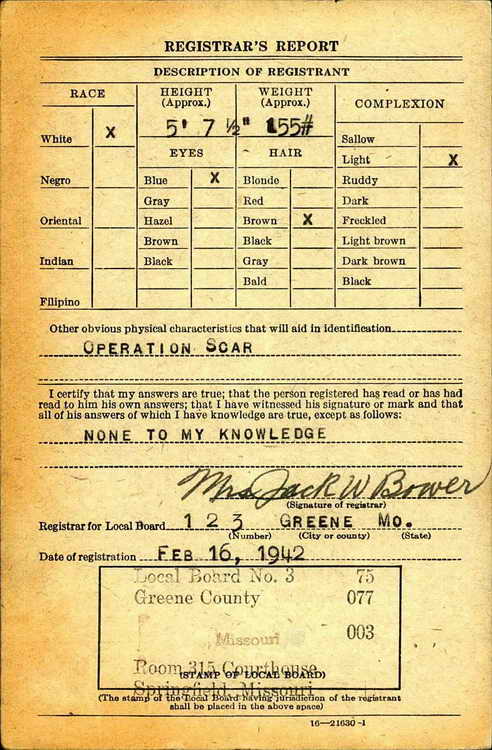 REGISTRAR'S REPORT
DESCRIPTION OF REGISTRANT
RACE
HEIGHT (Approx.)
WEIGHT (Approx.)
COMPLEXION
5' 7 ½" 155#
White X
EYES
HAIR
Sallow
Light X
Negro
Blue X
Blonde
Ruddy
Gray
Red
Dark
Oriental
Hazel
Brown X
Freckled
Brown
Black
Light brown
Indian
Black
Gray
Dark brown
Bald
Black
Filipino
Other obvious physical characteristics that will aid in identification
OPERATION SCAR
I certify that my answers are true; that the person registered has read or has had
read to him his own answers; that I have witnessed his signature or mark and that
all of his answers of which I have knowledge are true, except as follows:
NONE TO MY KNOWLEDGE
Mrs Jack W Bower
(Signature of registrar)
Registrar for Local Board 1 2 3 GREENE MO.
(Number) (City or county) (State)
Date of registration FEB 16, 1942
Local Board No. 3 75
Greene County 077
Missouri 003
Room 315 Courthouse
(STAMP OF LOCAL BOARD)
Springfield, Missouri
(The stamp of the Local Board having jurisdiction of the registrant
shall be placed in the above space)
16—21630-1